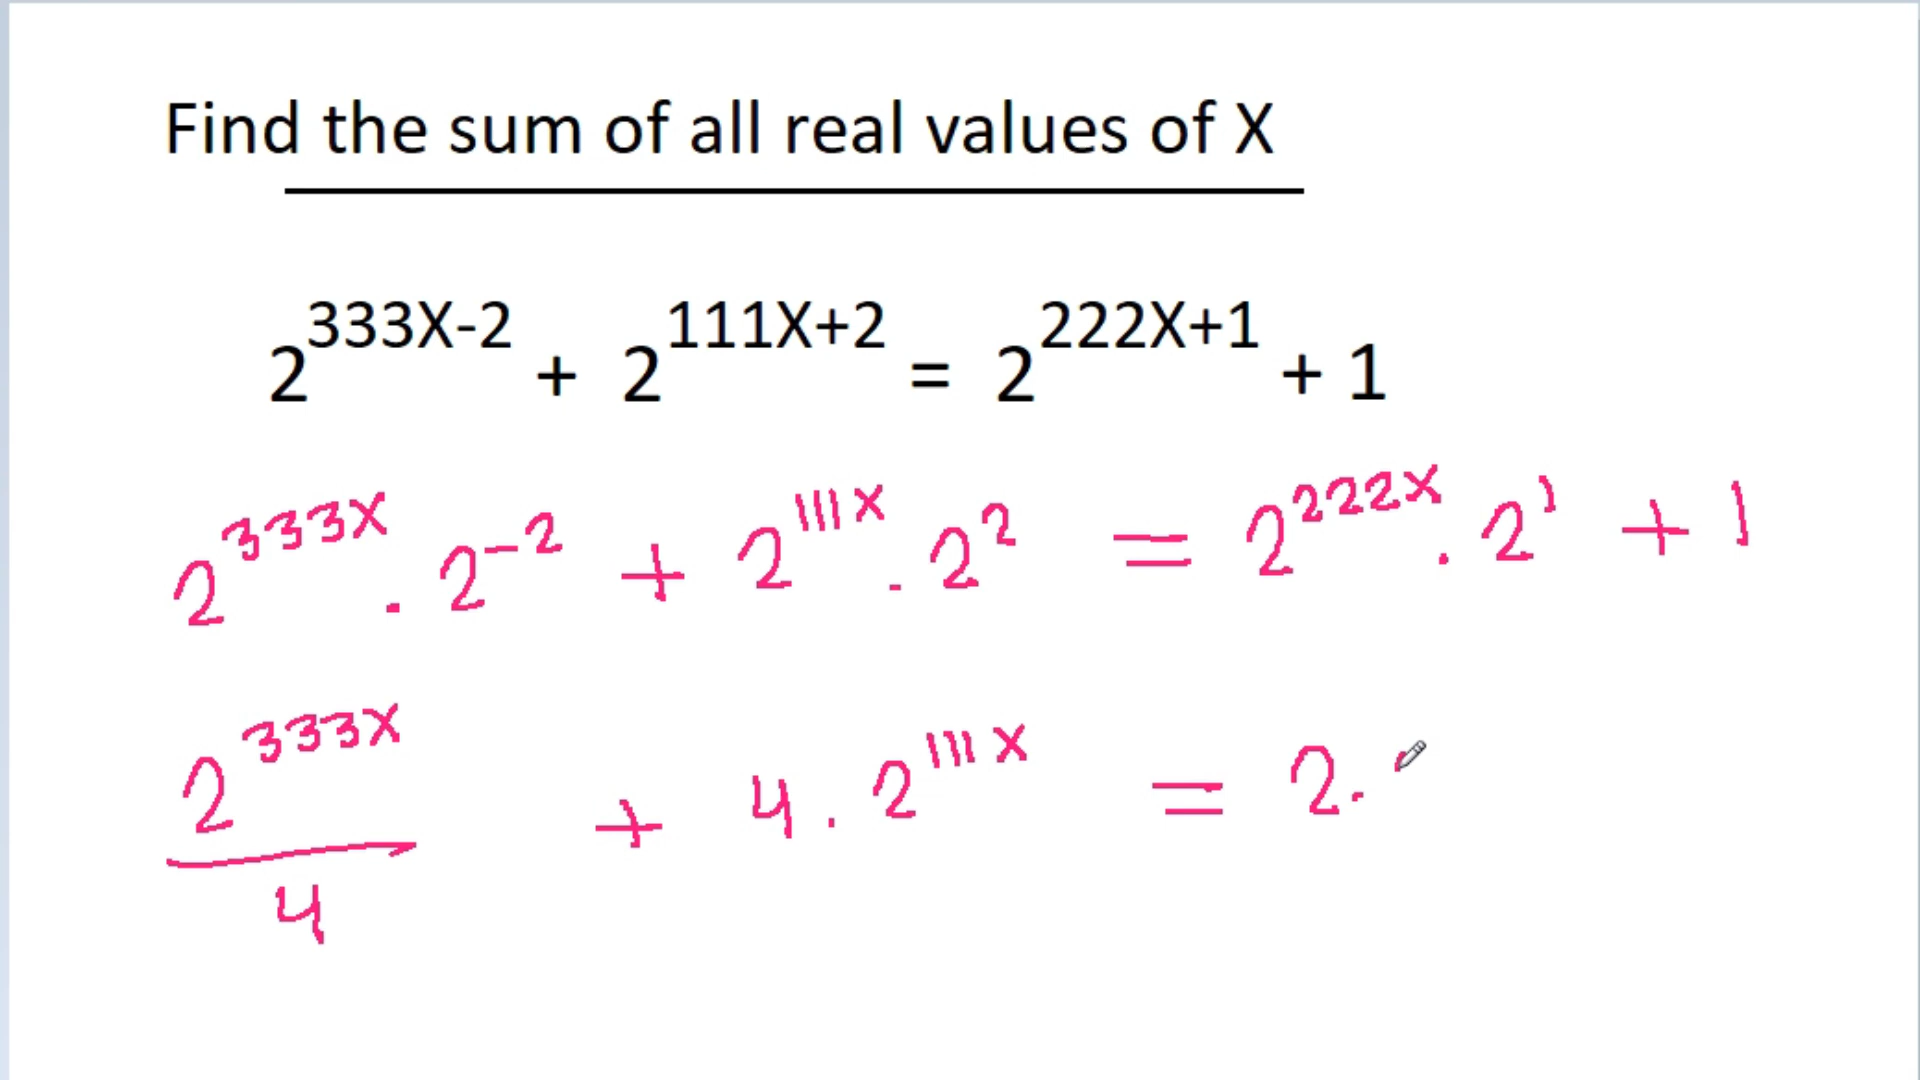 Find the sum of all real values of X
2^333X-2 + 2^111X+2 = 2^222X+1 + 1
2^333X . 2^-2 + 2^111X . 2^2 = 2^222X . 2^1 + 1
2^333X / 4 + 4 . 2^111X = 2 .